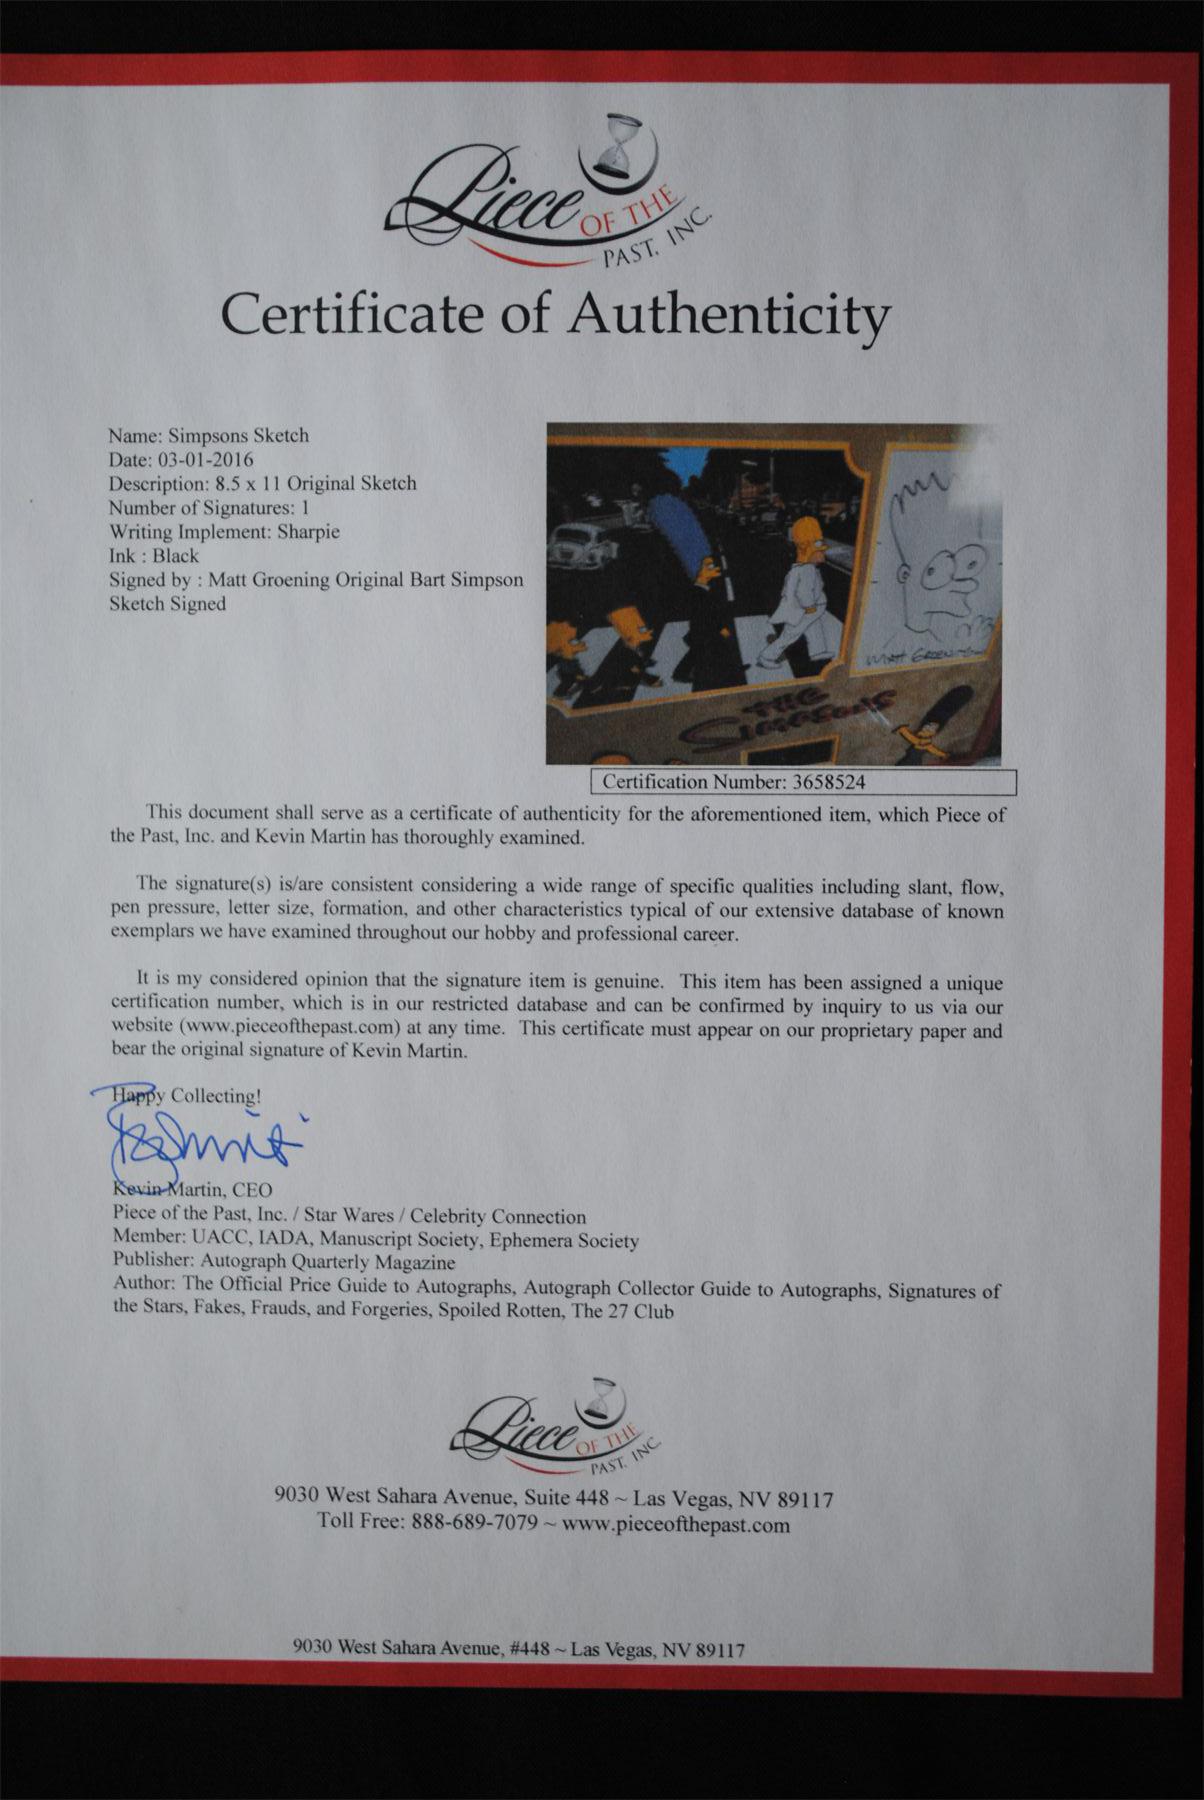 Piece OF THE
PAST, INC.
Certificate of Authenticity
Name: Simpsons Sketch
Date: 03-01-2016
Description: 8.5 x 11 Original Sketch
Number of Signatures: 1
Writing Implement: Sharpie
Ink : Black
Signed by : Matt Groening Original Bart Simpson
Sketch Signed
MATT GROENING
THE
SIMPSONS
Certification Number: 3658524
This document shall serve as a certificate of authenticity for the aforementioned item, which Piece of
the Past, Inc. and Kevin Martin has thoroughly examined.
The signature(s) is/are consistent considering a wide range of specific qualities including slant, flow,
pen pressure, letter size, formation, and other characteristics typical of our extensive database of known
exemplars we have examined throughout our hobby and professional career.
It is my considered opinion that the signature item is genuine. This item has been assigned a unique
certification number, which is in our restricted database and can be confirmed by inquiry to us via our
website (www.pieceofthepast.com) at any time. This certificate must appear on our proprietary paper and
bear the original signature of Kevin Martin.
Happy Collecting!
Kevin Martin, CEO
Piece of the Past, Inc. / Star Wares / Celebrity Connection
Member: UACC, IADA, Manuscript Society, Ephemera Society
Publisher: Autograph Quarterly Magazine
Author: The Official Price Guide to Autographs, Autograph Collector Guide to Autographs, Signatures of
the Stars, Fakes, Frauds, and Forgeries, Spoiled Rotten, The 27 Club
Piece OF THE
PAST, INC.
9030 West Sahara Avenue, Suite 448 ~ Las Vegas, NV 89117
Toll Free: 888-689-7079 ~ www.pieceofthepast.com
9030 West Sahara Avenue, #448 ~ Las Vegas, NV 89117